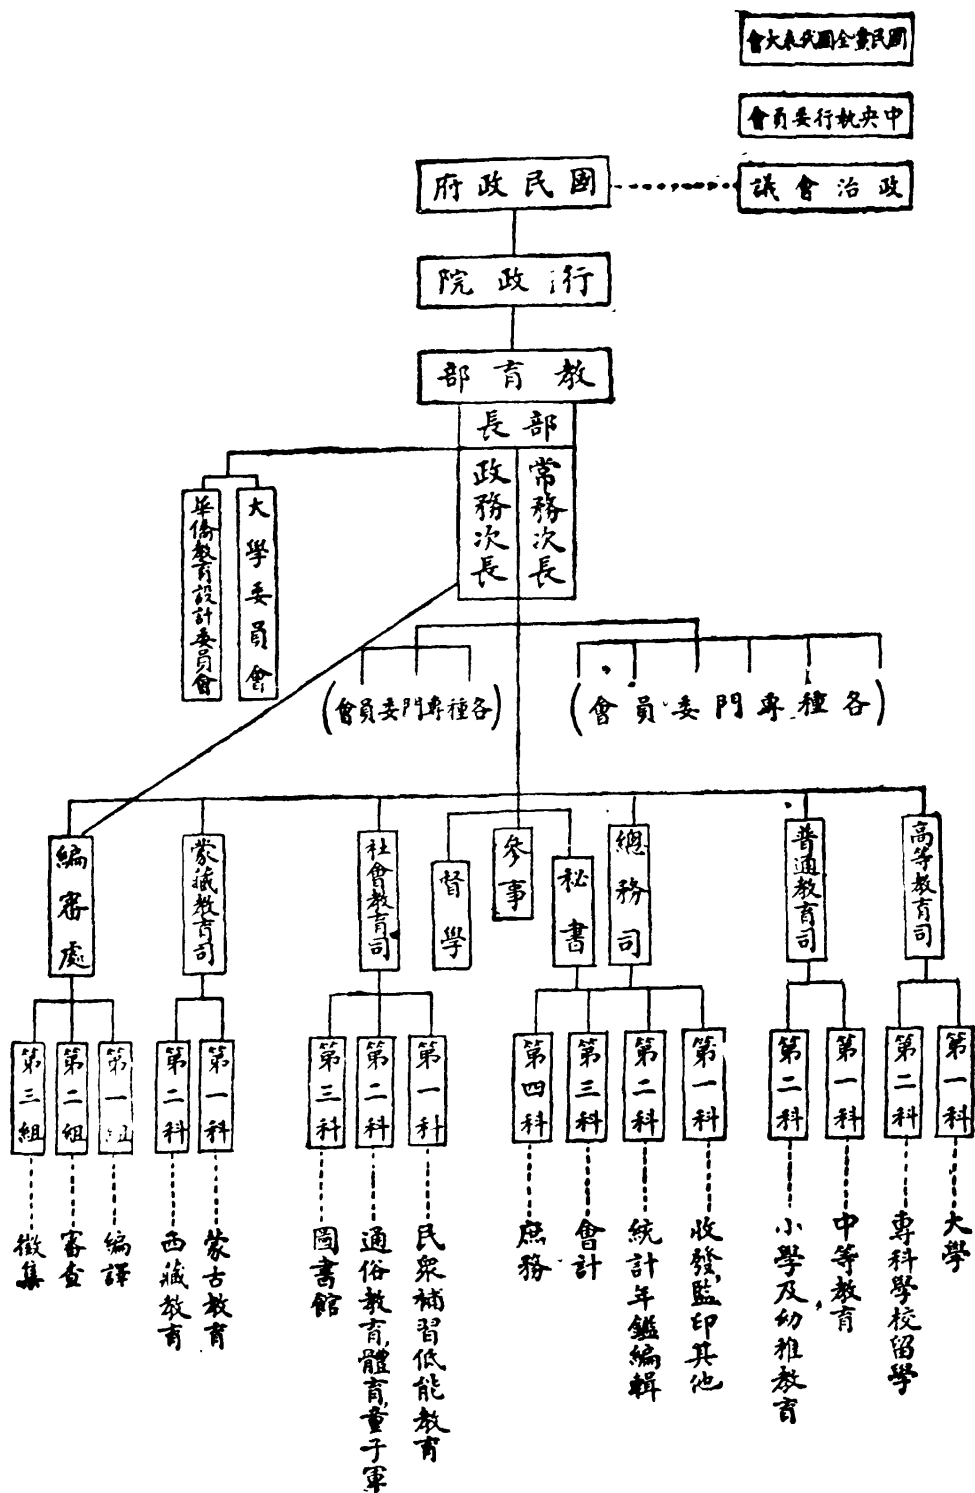 國民黨全國代表大會
中央執行委員會
政治會議
國民政府
行政院
教育部
部長
常務次長
政務次長
大學委員會
華僑教育設計委員會
(各種專門委員會)
(各種專門委員會)
高等教育司
普通教育司
總務司
秘書
參事
督學
社會教育司
蒙藏教育司
編審處
第一科
第二科
第一科
第二科
第一科
第二科
第三科
第四科
第一科
第二科
第三科
第一科
第二科
第一組
第二組
第三組
大學
專科學校留學
中等教育
小學及幼稚教育
收發監印其他
統計年鑑編輯
會計
庶務
民衆補習低能教育
通俗教育,體育,童子軍
圖書館
蒙古教育
西藏教育
編譯
審查
徵集